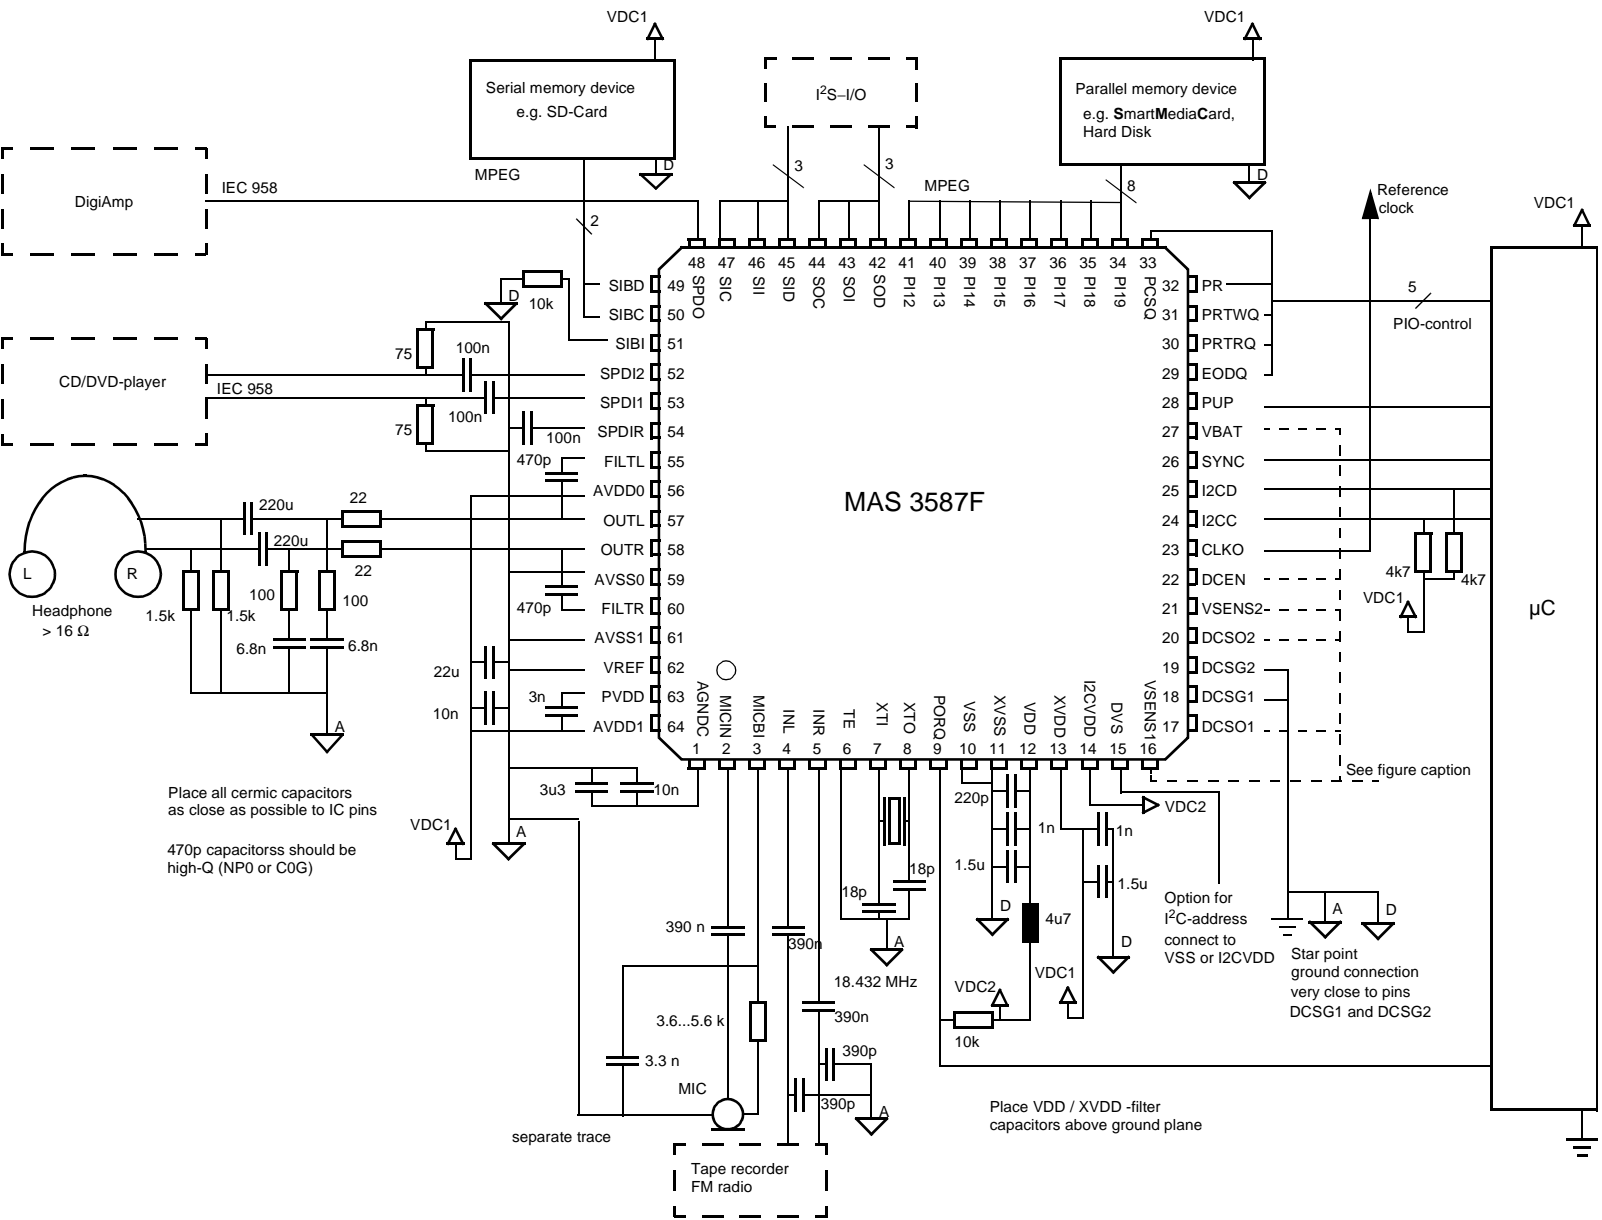 VDC1
VDC1
Serial memory device
e.g. SD-Card
I2S–I/O
Parallel memory device
e.g. SmartMediaCard,
Hard Disk
D
D
MPEG
3
3
MPEG
8
2
DigiAmp
IEC 958
Reference
clock
VDC1
48 47 46 45 44 43 42 41 40 39 38 37 36 35 34 33
SPDO SIC SII SID SOC SOI SOD PI12 PI13 PI14 PI15 PI16 PI17 PI18 PI19 PCSQ
D
10k
SIBD 49
SIBC 50
SIBI 51
SPDI2 52
SPDI1 53
SPDIR 54
FILTL 55
AVDD0 56
OUTL 57
OUTR 58
AVSS0 59
FILTR 60
AVSS1 61
VREF 62
PVDD 63
AVDD1 64
32 PR
31 PRTWQ
30 PRTRQ
29 EODQ
28 PUP
27 VBAT
26 SYNC
25 I2CD
24 I2CC
23 CLKO
22 DCEN
21 VSENS2
20 DCSO2
19 DCSG2
18 DCSG1
17 DCSO1
5
PIO-control
75
100n
CD/DVD-player
IEC 958
100n
75
100n
470p
MAS 3587F
220u
22
220u
22
L
R
Headphone
> 16 Ω
1.5k
1.5k
100
100
6.8n
6.8n
470p
A
22u
10n
3n
4k7
4k7
VDC1
µC
AGNDC MICIN MICBI INL INR TE XTI XTO PORQ VSS XVSS VDD XVDD I2CVDD DVS VSENS1
1 2 3 4 5 6 7 8 9 10 11 12 13 14 15 16
See figure caption
3u3
10n
Place all cermic capacitors
as close as possible to IC pins
470p capacitorss should be
high-Q (NP0 or C0G)
VDC1
A
220p
1n
1.5u
VDC2
1n
1.5u
18p
18p
A
18.432 MHz
D
4u7
D
Option for
I2C-address
connect to
VSS or I2CVDD
A
D
Star point
ground connection
very close to pins
DCSG1 and DCSG2
390 n
390n
390n
VDC2
VDC1
10k
3.6...5.6 k
3.3 n
MIC
390p
390p
A
separate trace
Place VDD / XVDD -filter
capacitors above ground plane
Tape recorder
FM radio